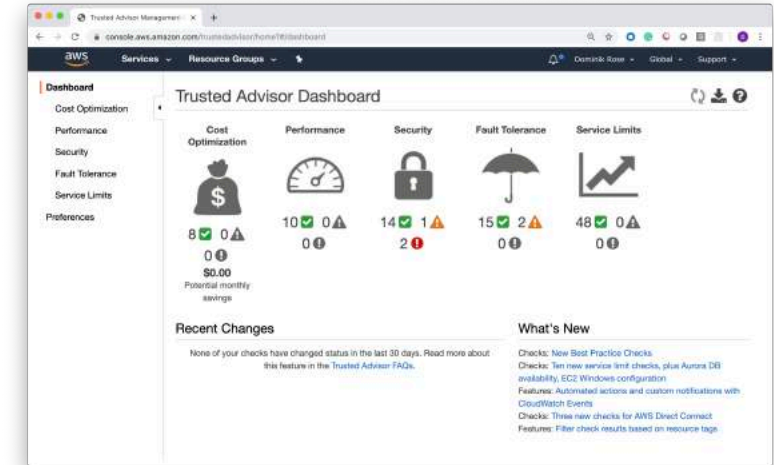 Trusted Advisor Management
console.aws.amazon.com/trustedadvisor/home?#/dashboard
aws Services Resource Groups Dominik Rose Global Support
Dashboard
Cost Optimization
Performance
Security
Fault Tolerance
Service Limits
Preferences
Trusted Advisor Dashboard
Cost Optimization
8 0
0
$0.00
Potential monthly
savings
Performance
10 0
0
Security
14 1
2
Fault Tolerance
15 2
0
Service Limits
48 0
0
Recent Changes
None of your checks have changed status in the last 30 days. Read more about
this feature in the Trusted Advisor FAQs.
What's New
Checks: New Best Practice Checks
Checks: Ten new service limit checks, plus Aurora DB
availability, EC2 Windows configuration
Features: Automated actions and custom notifications with
CloudWatch Events
Checks: Three new checks for AWS Direct Connect
Features: Filter check results based on resource tags